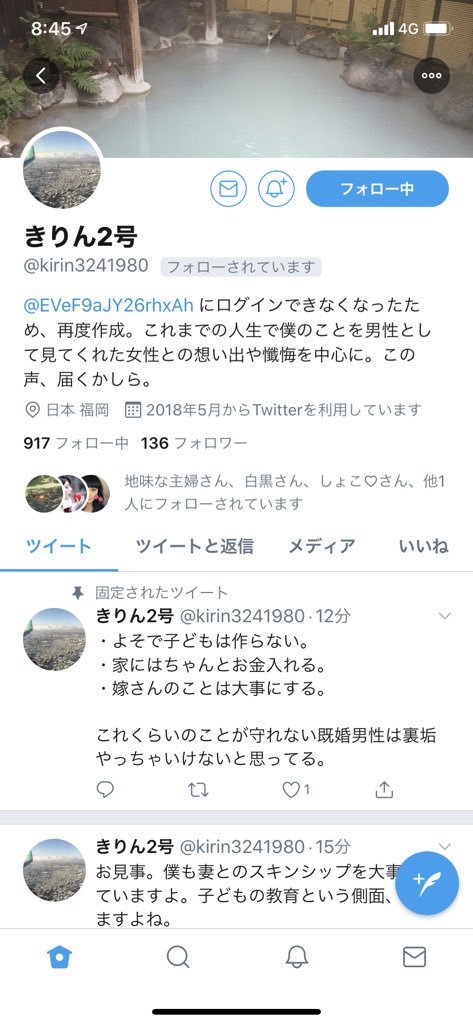 8:45
4G
フォロー中
きりん2号
@kirin3241980 フォローされています
@EVeF9aJY26rhxAh にログインできなくなったた
め、再度作成。これまでの人生で僕のことを男性とし
て見てくれた女性との想い出や懺悔を中心に。この
声、届くかしら。
日本 福岡 2018年5月からTwitterを利用しています
917 フォロー中 136 フォロワー
地味な主婦さん、白黒さん、しょこ♡さん、他1
人にフォローされています
ツイート ツイートと返信 メディア いいね
固定されたツイート
きりん2号 @kirin3241980·12分
・よそで子どもは作らない。
・家にはちゃんとお金入れる。
・嫁さんのことは大事にする。
これくらいのことが守れない既婚男性は裏垢
やっちゃいけないと思ってる。
1
きりん2号 @kirin3241980·15分
お見事。僕も妻とのスキンシップを大事
ていますよ。子どもの教育という側面、
ますよね。